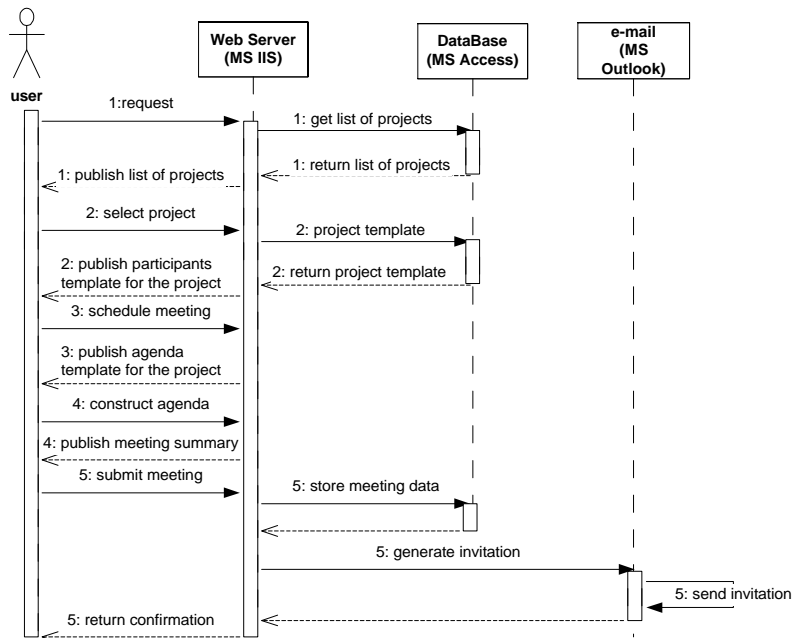 Web Server
(MS IIS)
DataBase
(MS Access)
e-mail
(MS
Outlook)
user
1:request
1: get list of projects
1: return list of projects
1: publish list of projects
2: select project
2: project template
2: publish participants
template for the project
2: return project template
3: schedule meeting
3: publish agenda
template for the project
4: construct agenda
4: publish meeting summary
5: submit meeting
5: store meeting data
5: generate invitation
5: send invitation
5: return confirmation